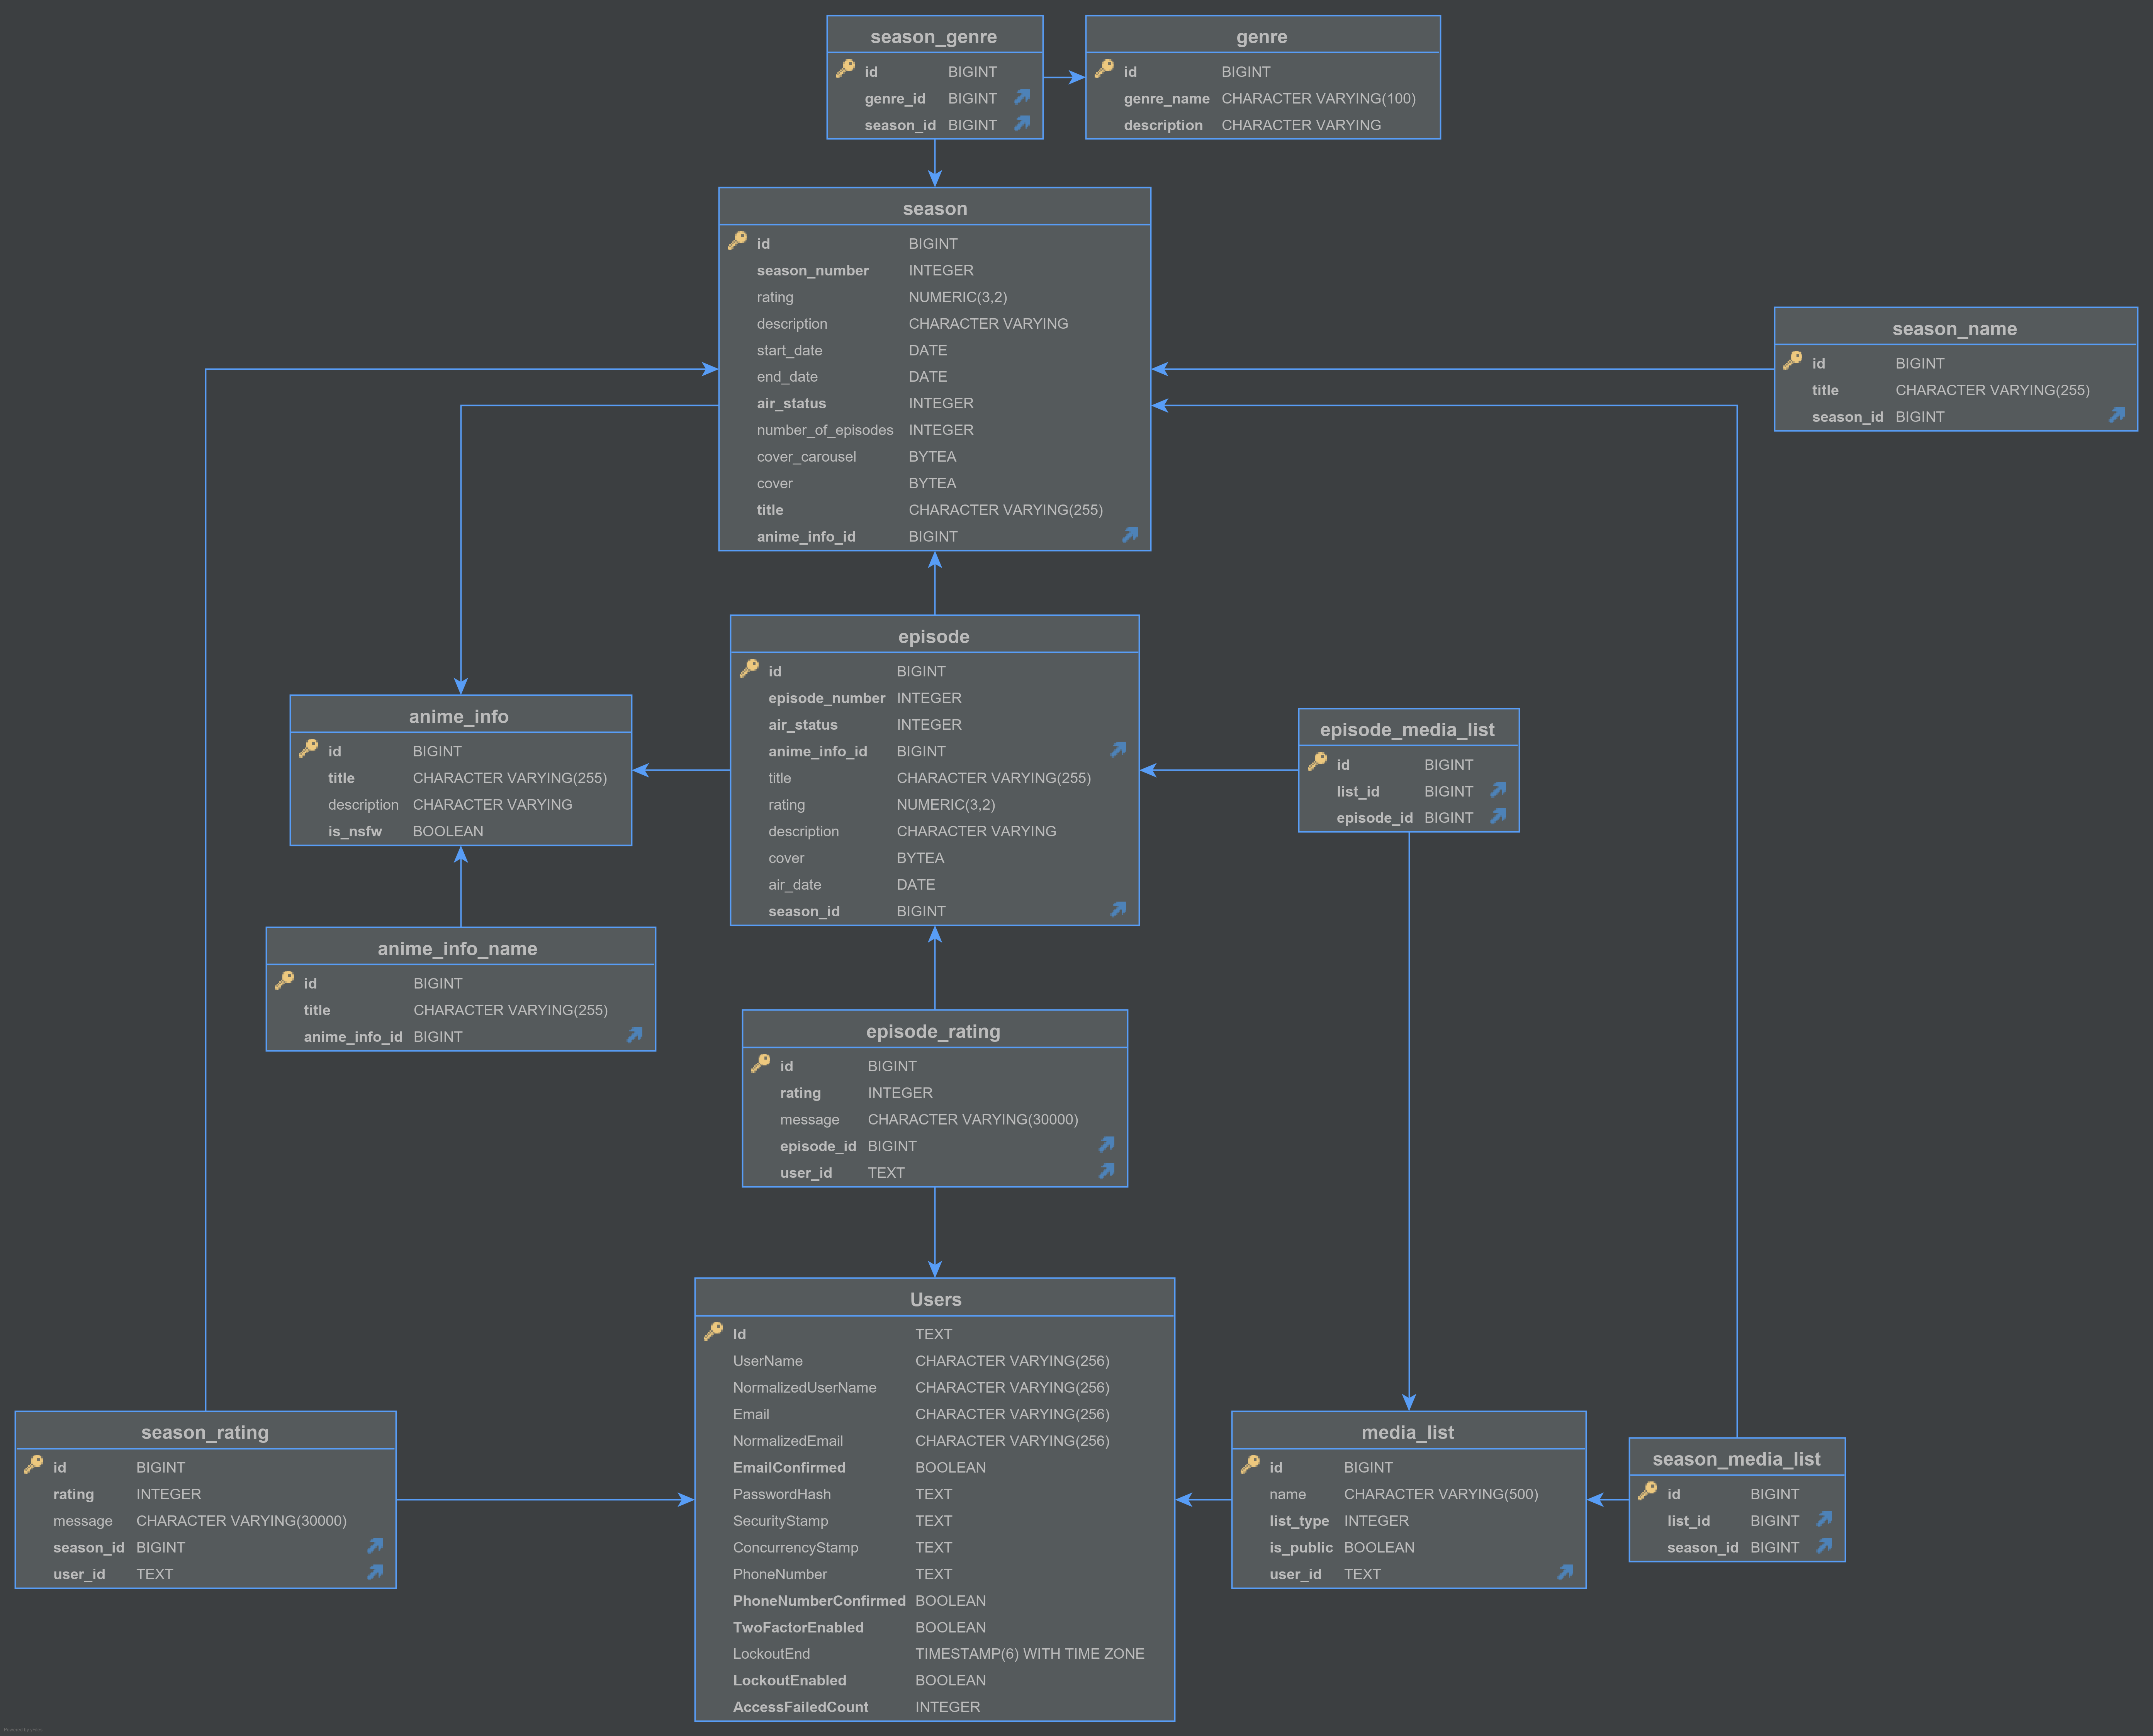 season_genre
id BIGINT
genre_id BIGINT
season_id BIGINT
genre
id BIGINT
genre_name CHARACTER VARYING(100)
description CHARACTER VARYING
season
id BIGINT
season_number INTEGER
rating NUMERIC(3,2)
description CHARACTER VARYING
start_date DATE
end_date DATE
air_status INTEGER
number_of_episodes INTEGER
cover_carousel BYTEA
cover BYTEA
title CHARACTER VARYING(255)
anime_info_id BIGINT
season_name
id BIGINT
title CHARACTER VARYING(255)
season_id BIGINT
episode
id BIGINT
episode_number INTEGER
air_status INTEGER
anime_info_id BIGINT
title CHARACTER VARYING(255)
rating NUMERIC(3,2)
description CHARACTER VARYING
cover BYTEA
air_date DATE
season_id BIGINT
anime_info
id BIGINT
title CHARACTER VARYING(255)
description CHARACTER VARYING
is_nsfw BOOLEAN
episode_media_list
id BIGINT
list_id BIGINT
episode_id BIGINT
anime_info_name
id BIGINT
title CHARACTER VARYING(255)
anime_info_id BIGINT
episode_rating
id BIGINT
rating INTEGER
message CHARACTER VARYING(30000)
episode_id BIGINT
user_id TEXT
Users
Id TEXT
UserName CHARACTER VARYING(256)
NormalizedUserName CHARACTER VARYING(256)
Email CHARACTER VARYING(256)
NormalizedEmail CHARACTER VARYING(256)
EmailConfirmed BOOLEAN
PasswordHash TEXT
SecurityStamp TEXT
ConcurrencyStamp TEXT
PhoneNumber TEXT
PhoneNumberConfirmed BOOLEAN
TwoFactorEnabled BOOLEAN
LockoutEnd TIMESTAMP(6) WITH TIME ZONE
LockoutEnabled BOOLEAN
AccessFailedCount INTEGER
season_rating
id BIGINT
rating INTEGER
message CHARACTER VARYING(30000)
season_id BIGINT
user_id TEXT
media_list
id BIGINT
name CHARACTER VARYING(500)
list_type INTEGER
is_public BOOLEAN
user_id TEXT
season_media_list
id BIGINT
list_id BIGINT
season_id BIGINT
Powered by yFiles